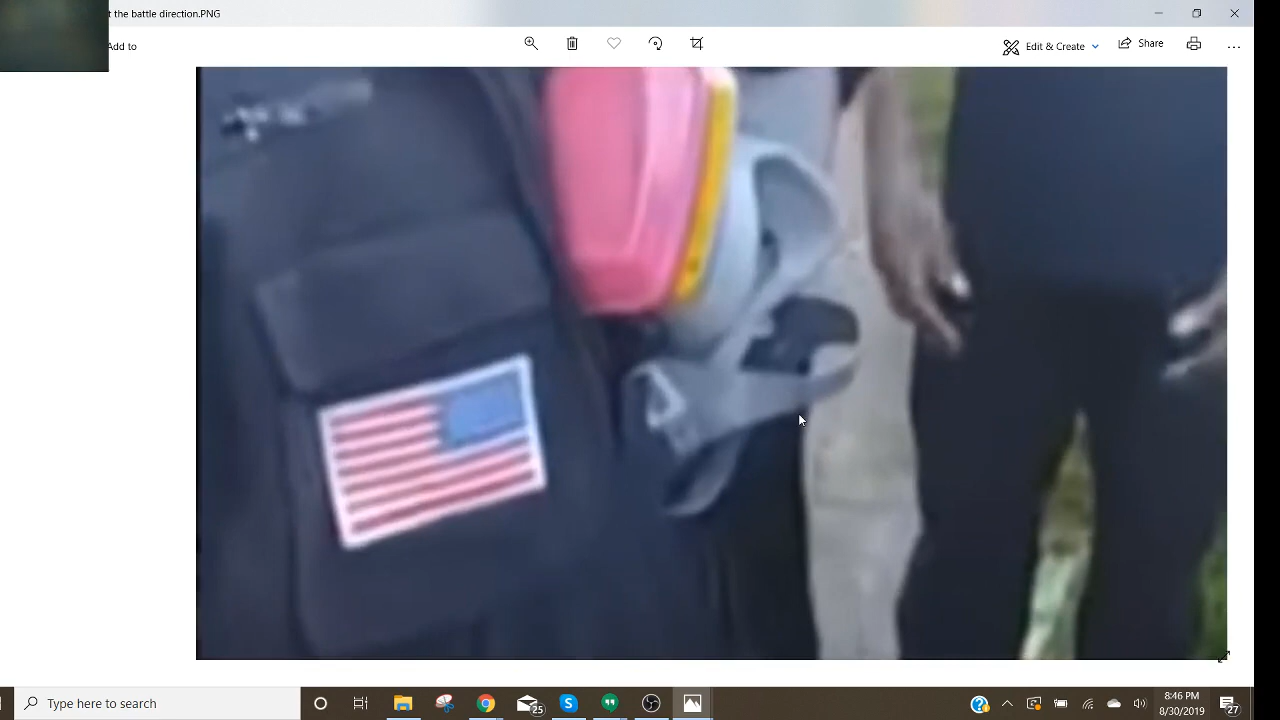 t the battle direction.PNG
Add to
Edit & Create
Share
Type here to search
25
8:46 PM
8/30/2019
27